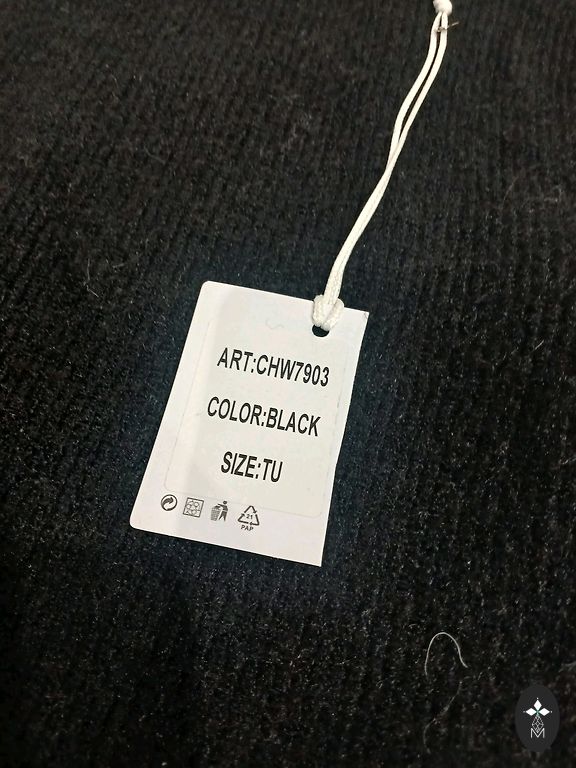 ART:CHW7903
COLOR:BLACK
SIZE:TU
21
PAP